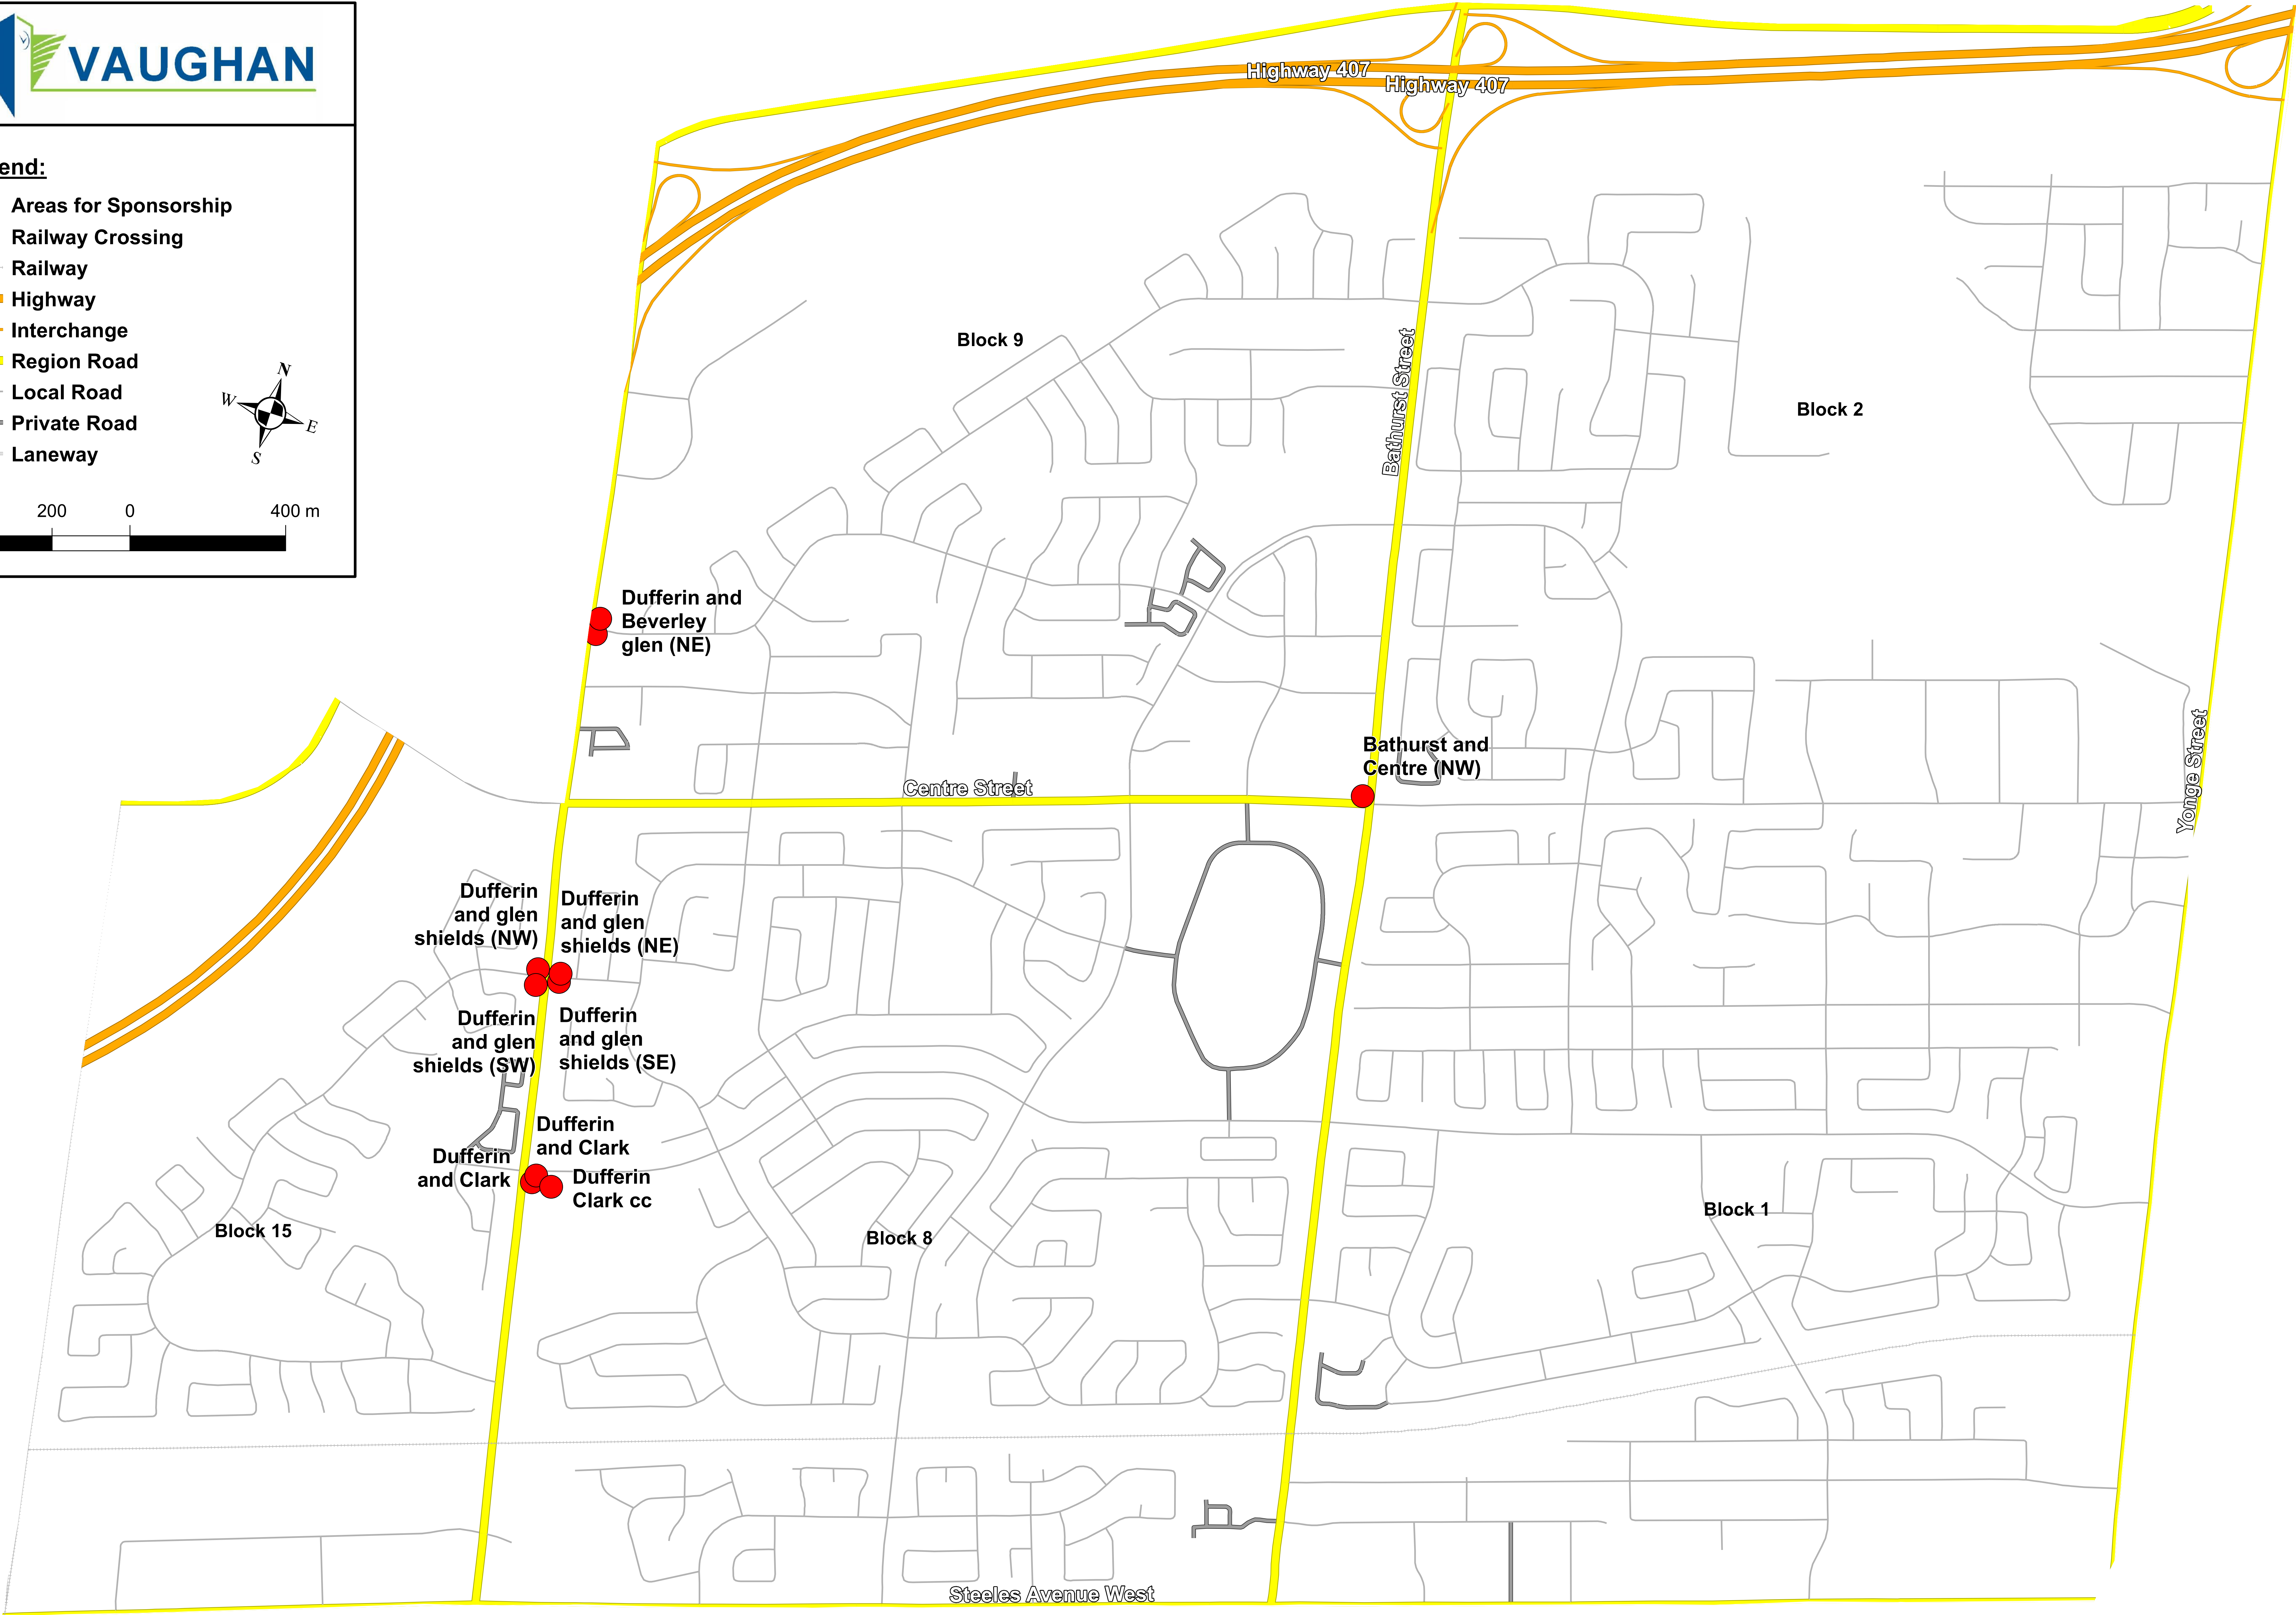 VAUGHAN
end:
Areas for Sponsorship
Railway Crossing
Railway
Highway
Interchange
Region Road
Local Road
Private Road
Laneway
N
W
E
S
200 0 400 m
Highway 407
Highway 407
Block 9
Bathurst Street
Block 2
Dufferin and
Beverley
glen (NE)
Bathurst and
Centre (NW)
Centre Street
Yonge Street
Dufferin
and glen
shields (NW)
Dufferin
and glen
shields (NE)
Dufferin
and glen
shields (SW)
Dufferin
and glen
shields (SE)
Dufferin
and Clark
Dufferin
and Clark
Dufferin
Clark cc
Block 15
Block 8
Block 1
Steeles Avenue West